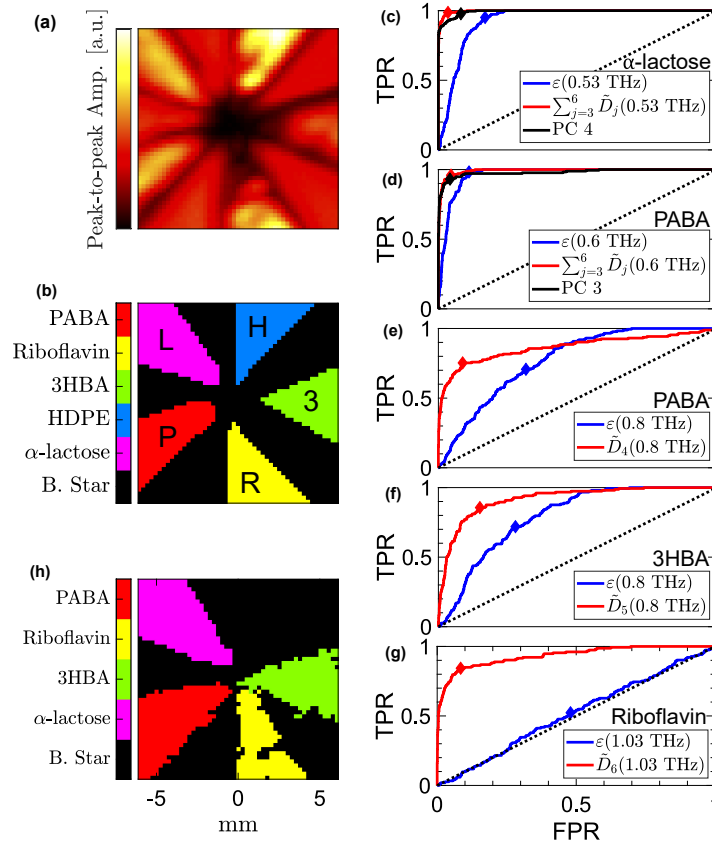 (a)
Peak-to-peak Amp. [a.u.]
(b)
PABA
Riboflavin
3HBA
HDPE
α-lactose
B. Star
L
H
3
P
R
(h)
PABA
Riboflavin
3HBA
α-lactose
B. Star
-5
0
5
mm
(c)
1
0.5
0
TPR
α-lactose
ε(0.53 THz)
∑⁶ⱼ₌₃ D̃ⱼ(0.53 THz)
PC 4
(d)
1
0.5
0
TPR
PABA
ε(0.6 THz)
∑⁶ⱼ₌₃ D̃ⱼ(0.6 THz)
PC 3
(e)
1
0.5
0
TPR
PABA
ε(0.8 THz)
D̃₄(0.8 THz)
(f)
1
0.5
0
TPR
3HBA
ε(0.8 THz)
D̃₅(0.8 THz)
(g)
1
0.5
0
TPR
Riboflavin
ε(1.03 THz)
D̃₆(1.03 THz)
0
0.5
1
FPR